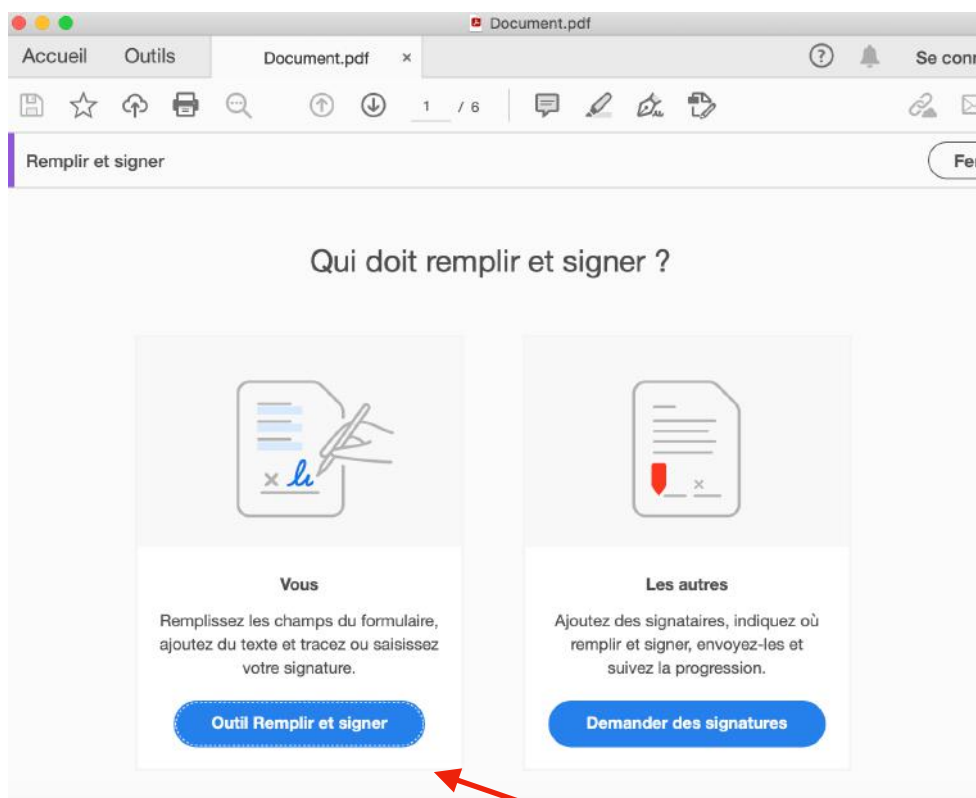 Document.pdf
Accueil Outils Document.pdf × ? Se conn
1 / 6
Remplir et signer Fer
Qui doit remplir et signer ?
Vous
Remplissez les champs du formulaire,
ajoutez du texte et tracez ou saisissez
votre signature.
Outil Remplir et signer
Les autres
Ajoutez des signataires, indiquez où
remplir et signer, envoyez-les et
suivez la progression.
Demander des signatures